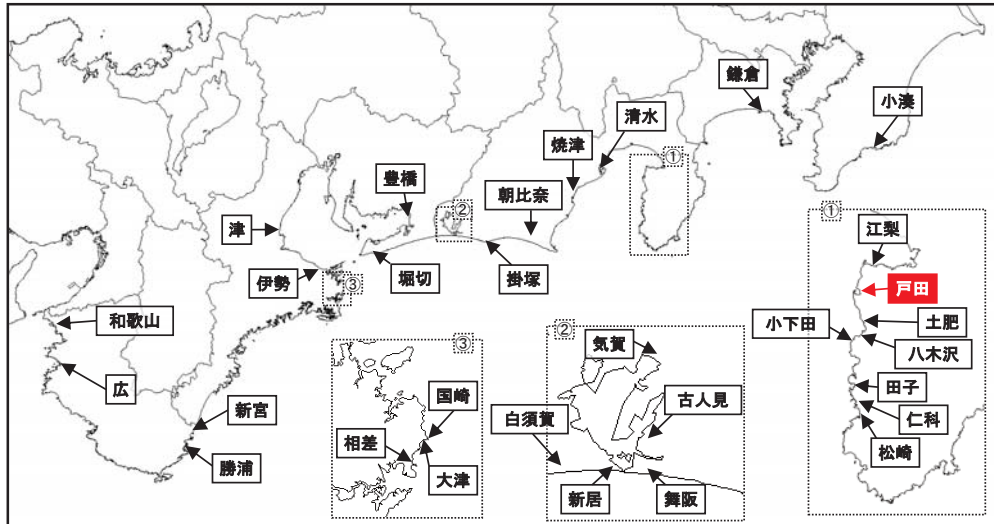 鎌倉
小湊
清水
焼津
①
豊橋
朝比奈
②
津
堀切
掛塚
伊勢
③
和歌山
広
新宮
勝浦
③
国崎
相差
大津
②
気賀
白須賀
古人見
新居
舞阪
①
江梨
戸田
土肥
小下田
八木沢
田子
仁科
松崎